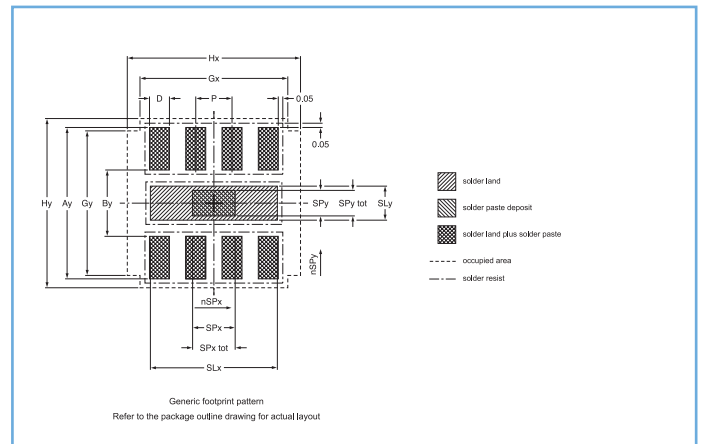 Hx
Gx
D
P
0.05
0.05
Hy
Ay
Gy
By
SPy
SPy tot
SLy
nSPy
nSPx
SPx
SPx tot
SLx
solder land
solder paste deposit
solder land plus solder paste
occupied area
solder resist
Generic footprint pattern
Refer to the package outline drawing for actual layout